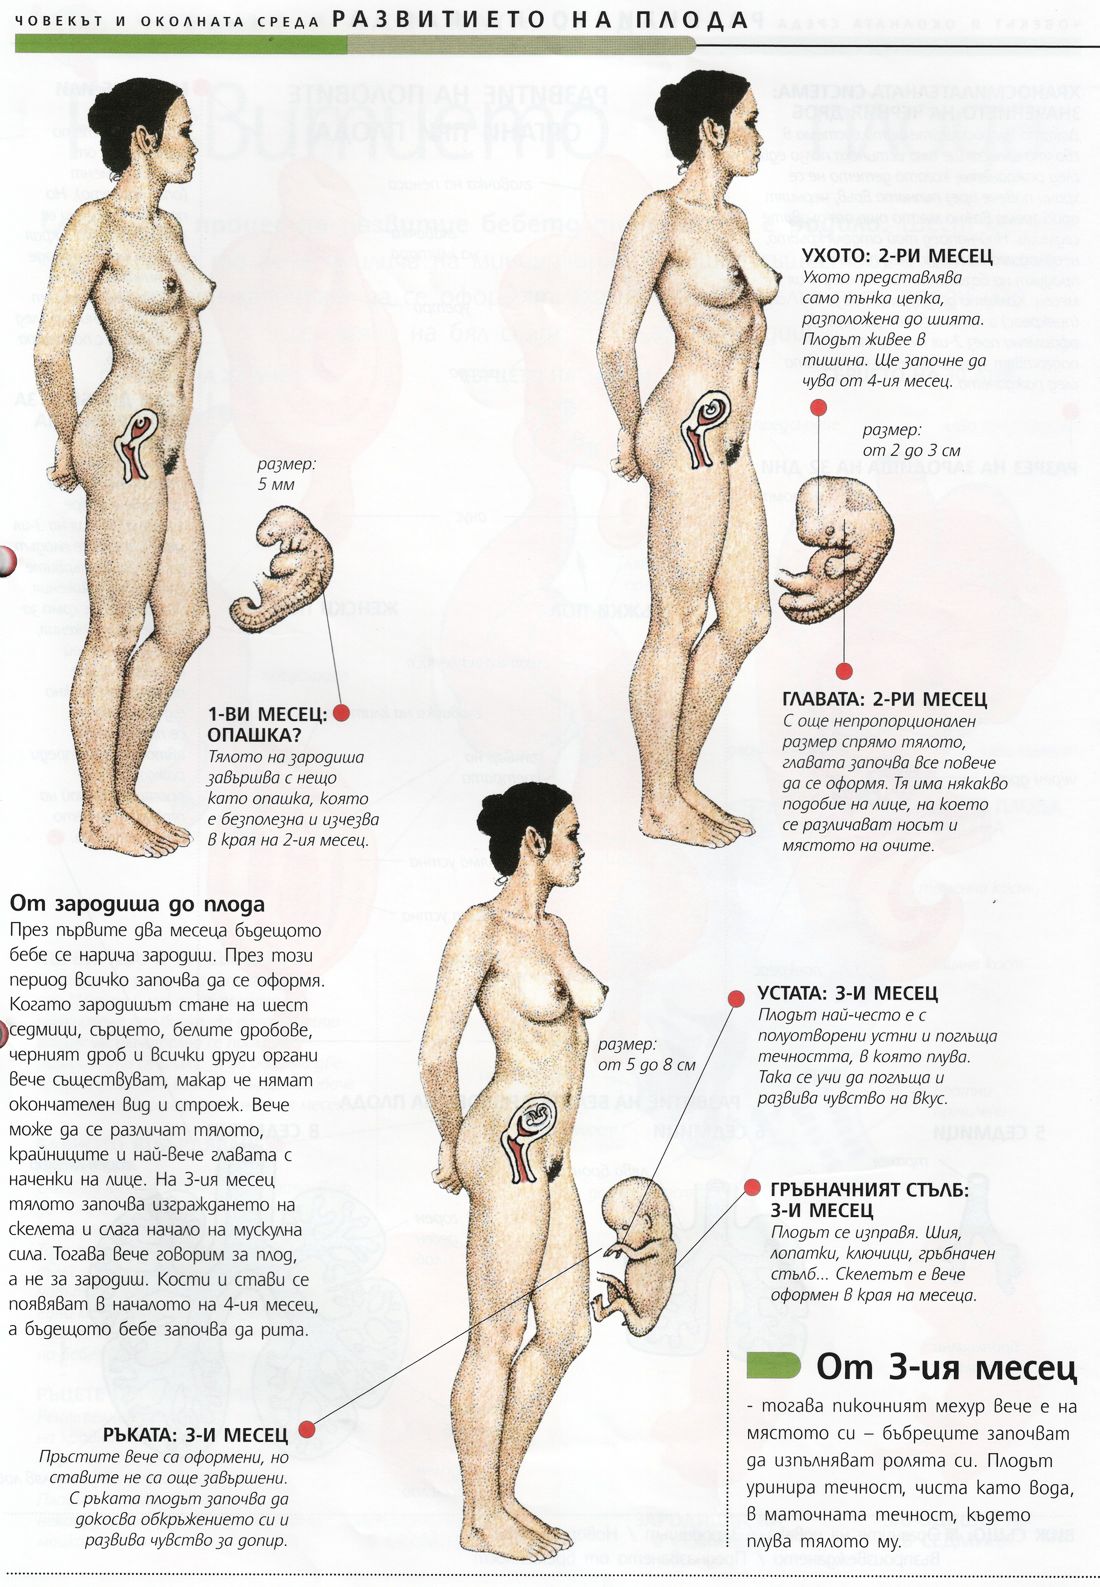 ЧОВЕКЪТ И ОКОЛНАТА СРЕДА РАЗВИТИЕТО НА ПЛОДА
УХОТО: 2-РИ МЕСЕЦ
Ухото представлява
само тънка цепка,
разположена до шията.
Плодът живее в
тишина. Ще започне да
чува от 4-ия месец.
размер:
от 2 до 3 см
размер:
5 мм
ГЛАВАТА: 2-РИ МЕСЕЦ
С още непропорционален
размер спрямо тялото,
главата започва все повече
да се оформя. Тя има някакво
подобие на лице, на което
се различават носът и
мястото на очите.
1-ВИ МЕСЕЦ:
ОПАШКА?
Тялото на зародиша
завършва с нещо
като опашка, която
е безполезна и изчезва
в края на 2-ия месец.
От зародиша до плода
През първите два месеца бъдещото
бебе се нарича зародиш. През този
период всичко започва да се оформя.
Когато зародишът стане на шест
седмици, сърцето, белите дробове,
черният дроб и всички други органи
вече съществуват, макар че нямат
окончателен вид и строеж. Вече
може да се различат тялото,
крайниците и най-вече главата с
наченки на лице. На 3-ия месец
тялото започва изграждането на
скелета и слага начало на мускулна
сила. Тогава вече говорим за плод,
а не за зародиш. Кости и стави се
появяват в началото на 4-ия месец,
а бъдещото бебе започва да рита.
УСТАТА: 3-И МЕСЕЦ
Плодът най-често е с
полуотворени устни и поглъща
течността, в която плува.
Така се учи да поглъща и
развива чувство на вкус.
размер:
от 5 до 8 см
ГРЪБНАЧНИЯТ СТЪЛБ:
3-И МЕСЕЦ
Плодът се изправя. Шия,
лопатки, ключици, гръбначен
стълб... Скелетът е вече
оформен в края на месеца.
РЪКАТА: 3-И МЕСЕЦ
Пръстите вече са оформени, но
ставите не са още завършени.
С ръката плодът започва да
докосва обкръжението си и
развива чувство за допир.
От 3-ия месец
- тогава пикочният мехур вече е на
мястото си – бъбреците започват
да изпълняват ролята си. Плодът
уринира течност, чиста като вода,
в маточната течност, където
плува тялото му.